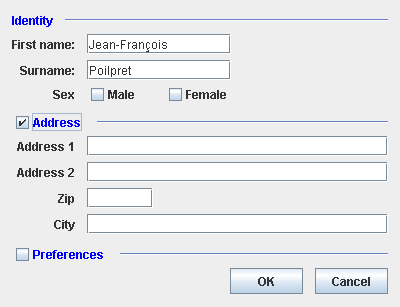 Identity
First name: Jean-François
Surname: Poilpret
Sex Male Female
Address
Address 1
Address 2
Zip
City
Preferences
OK Cancel